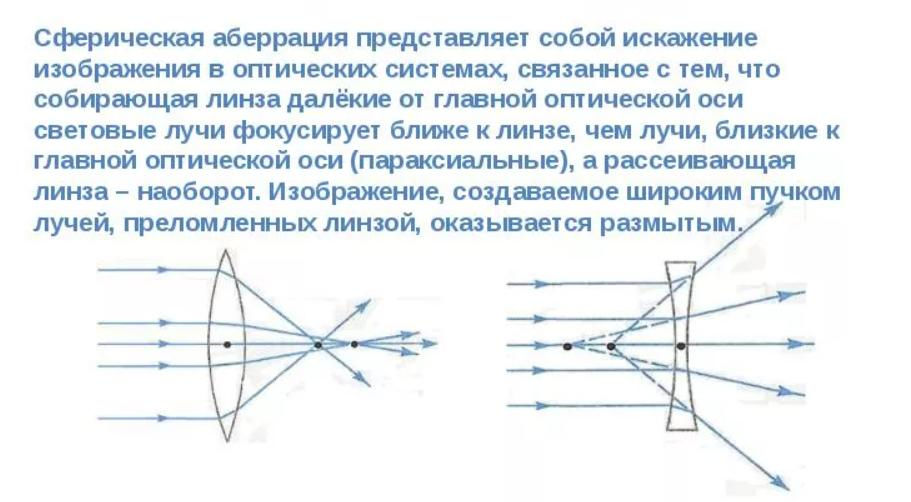 Сферическая аберрация представляет собой искажение
изображения в оптических системах, связанное с тем, что
собирающая линза далёкие от главной оптической оси
световые лучи фокусирует ближе к линзе, чем лучи, близкие к
главной оптической оси (параксиальные), а рассеивающая
линза – наоборот. Изображение, создаваемое широким пучком
лучей, преломленных линзой, оказывается размытым.